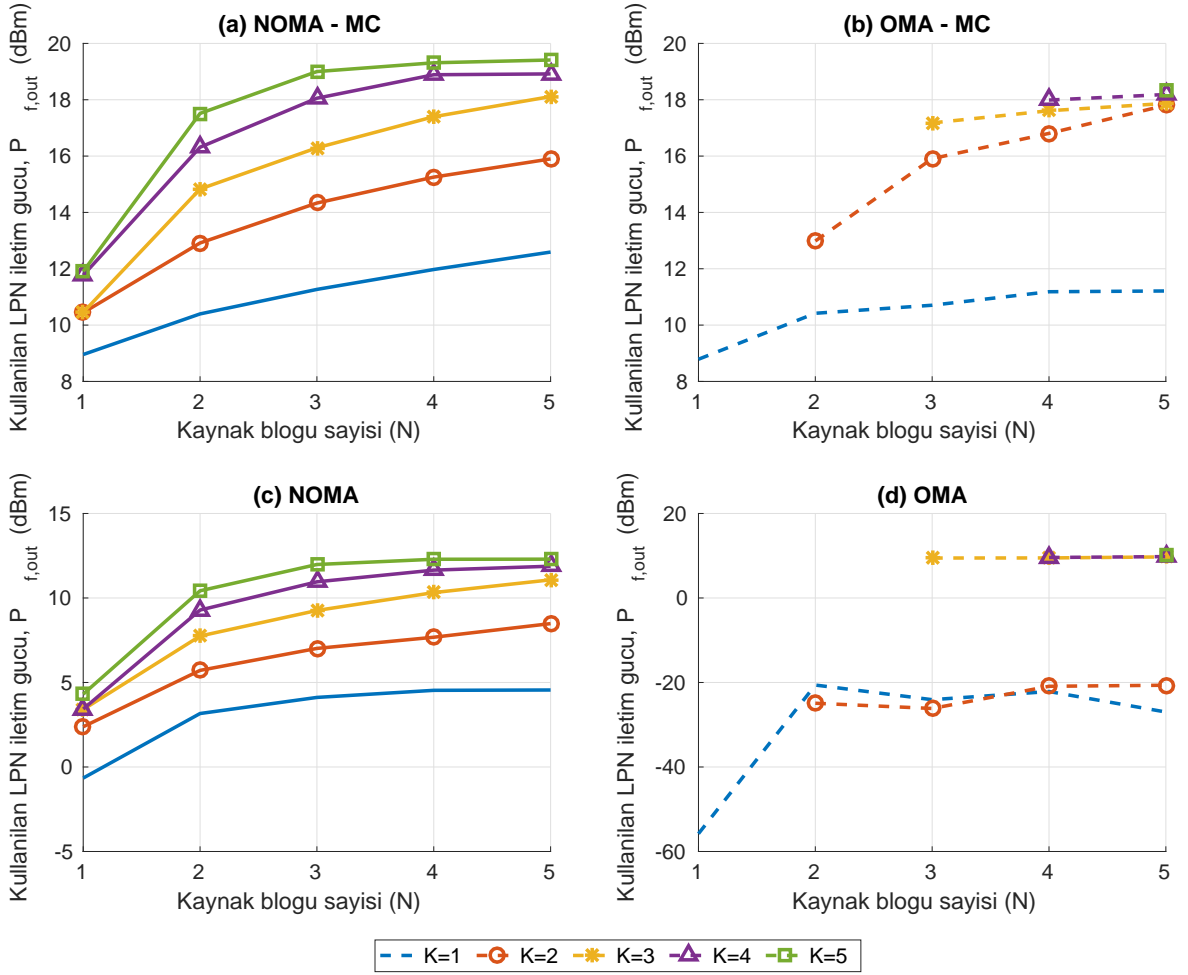 (a) NOMA - MC
Kullanilan LPN iletim gucu, P f,out (dBm)
20
18
16
14
12
10
8
1 2 3 4 5
Kaynak blogu sayisi (N)
(b) OMA - MC
Kullanilan LPN iletim gucu, P f,out (dBm)
20
18
16
14
12
10
8
1 2 3 4 5
Kaynak blogu sayisi (N)
(c) NOMA
Kullanilan LPN iletim gucu, P f,out (dBm)
15
10
5
0
-5
1 2 3 4 5
Kaynak blogu sayisi (N)
(d) OMA
Kullanilan LPN iletim gucu, P f,out (dBm)
20
0
-20
-40
-60
1 2 3 4 5
Kaynak blogu sayisi (N)
K=1 K=2 K=3 K=4 K=5